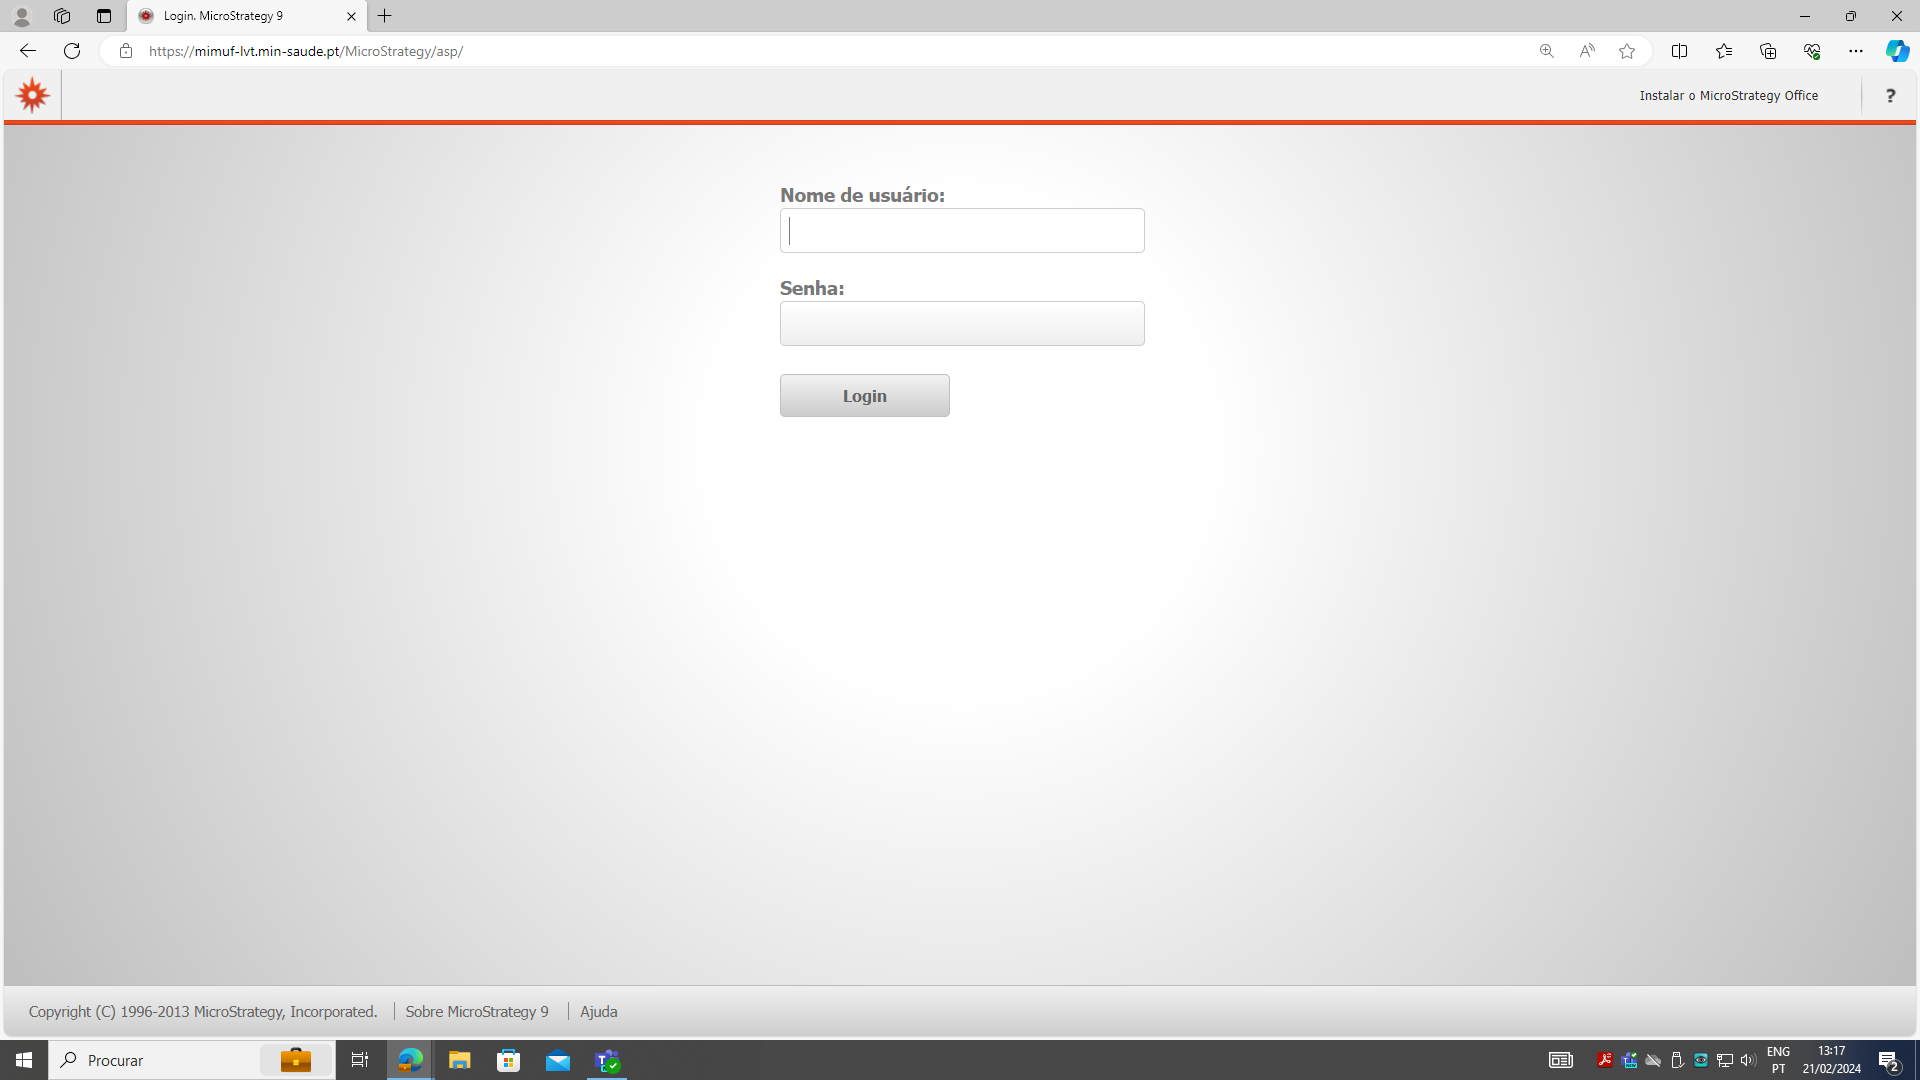 Login. MicroStrategy 9
https://mimuf-lvt.min-saude.pt/MicroStrategy/asp/
Instalar o MicroStrategy Office
?
Nome de usuário:
Senha:
Login
Copyright (C) 1996-2013 MicroStrategy, Incorporated.
Sobre MicroStrategy 9
Ajuda
Procurar
ENG
PT
13:17
21/02/2024
2